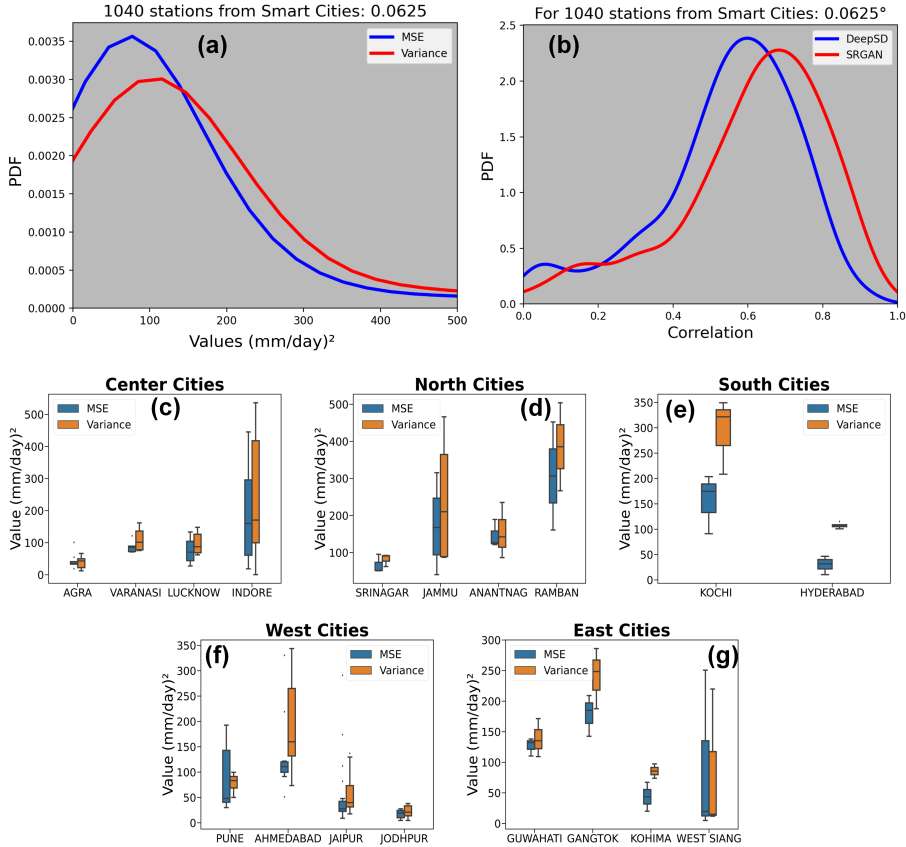 1040 stations from Smart Cities: 0.0625
(a)
MSE
Variance
PDF
0.0035
0.0030
0.0025
0.0020
0.0015
0.0010
0.0005
0.0000
0 100 200 300 400 500
Values (mm/day)²
For 1040 stations from Smart Cities: 0.0625°
(b)
DeepSD
SRGAN
PDF
2.5
2.0
1.5
1.0
0.5
0.0
0.0 0.2 0.4 0.6 0.8 1.0
Correlation
Center Cities
(c)
MSE
Variance
Value (mm/day)²
500
400
300
200
100
0
AGRA VARANASI LUCKNOW INDORE
North Cities
(d)
MSE
Variance
Value (mm/day)²
500
400
300
200
100
SRINAGAR JAMMU ANANTNAG RAMBAN
South Cities
(e)
MSE
Variance
Value (mm/day)²
350
300
250
200
150
100
50
0
KOCHI HYDERABAD
West Cities
(f)
MSE
Variance
Value (mm/day)²
350
300
250
200
150
100
50
0
PUNE AHMEDABAD JAIPUR JODHPUR
East Cities
(g)
MSE
Variance
Value (mm/day)²
300
250
200
150
100
50
0
GUWAHATI GANGTOK KOHIMA WEST SIANG